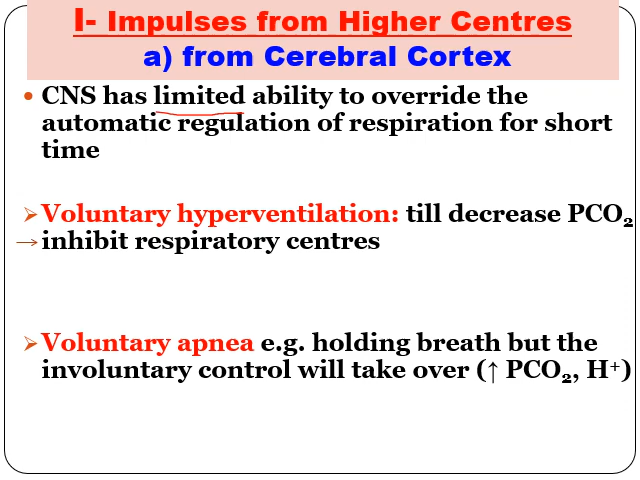 I- Impulses from Higher Centres
a) from Cerebral Cortex
• CNS has limited ability to override the
automatic regulation of respiration for short
time
➢ Voluntary hyperventilation: till decrease PCO₂
→ inhibit respiratory centres
➢ Voluntary apnea e.g. holding breath but the
involuntary control will take over (↑ PCO₂, H⁺)